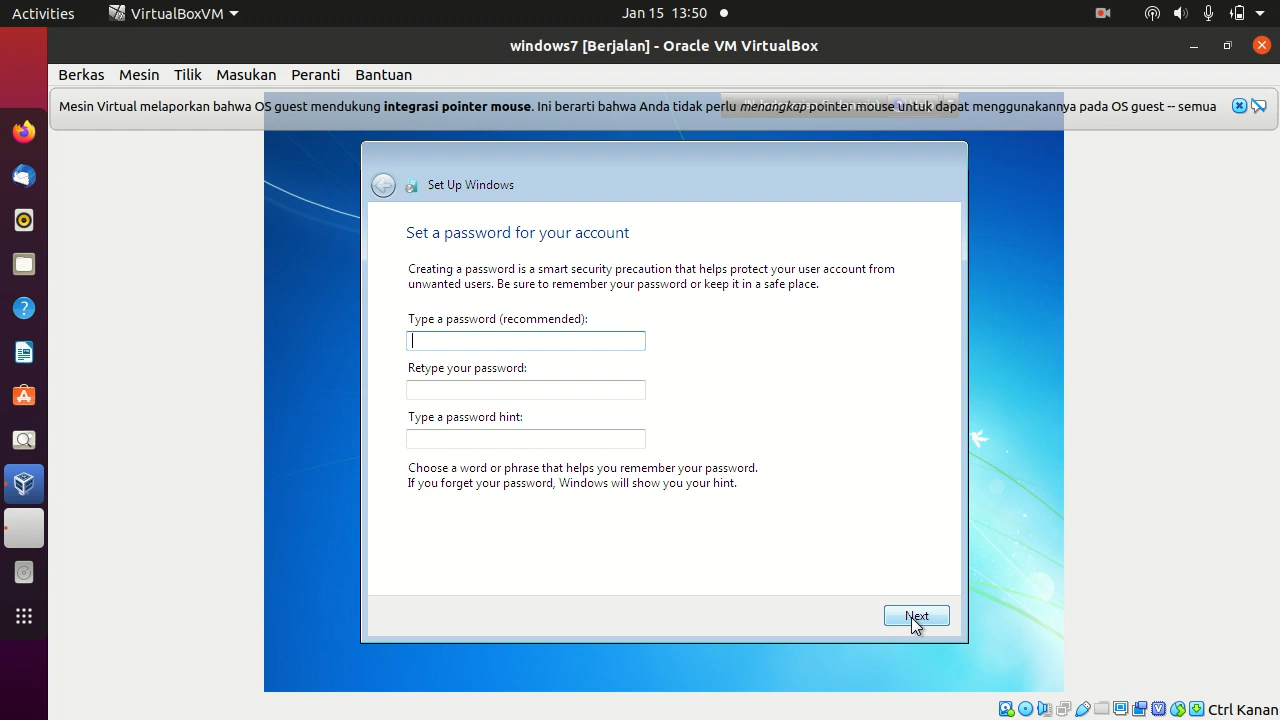 Activities
VirtualBoxVM
Jan 15 13:50
windows7 [Berjalan] - Oracle VM VirtualBox
Berkas Mesin Tilik Masukan Peranti Bantuan
Mesin Virtual melaporkan bahwa OS guest mendukung integrasi pointer mouse. Ini berarti bahwa Anda tidak perlu menangkap pointer mouse untuk dapat menggunakannya pada OS guest -- semua
Set Up Windows
Set a password for your account
Creating a password is a smart security precaution that helps protect your user account from
unwanted users. Be sure to remember your password or keep it in a safe place.
Type a password (recommended):
Retype your password:
Type a password hint:
Choose a word or phrase that helps you remember your password.
If you forget your password, Windows will show you your hint.
Next
Ctrl Kanan